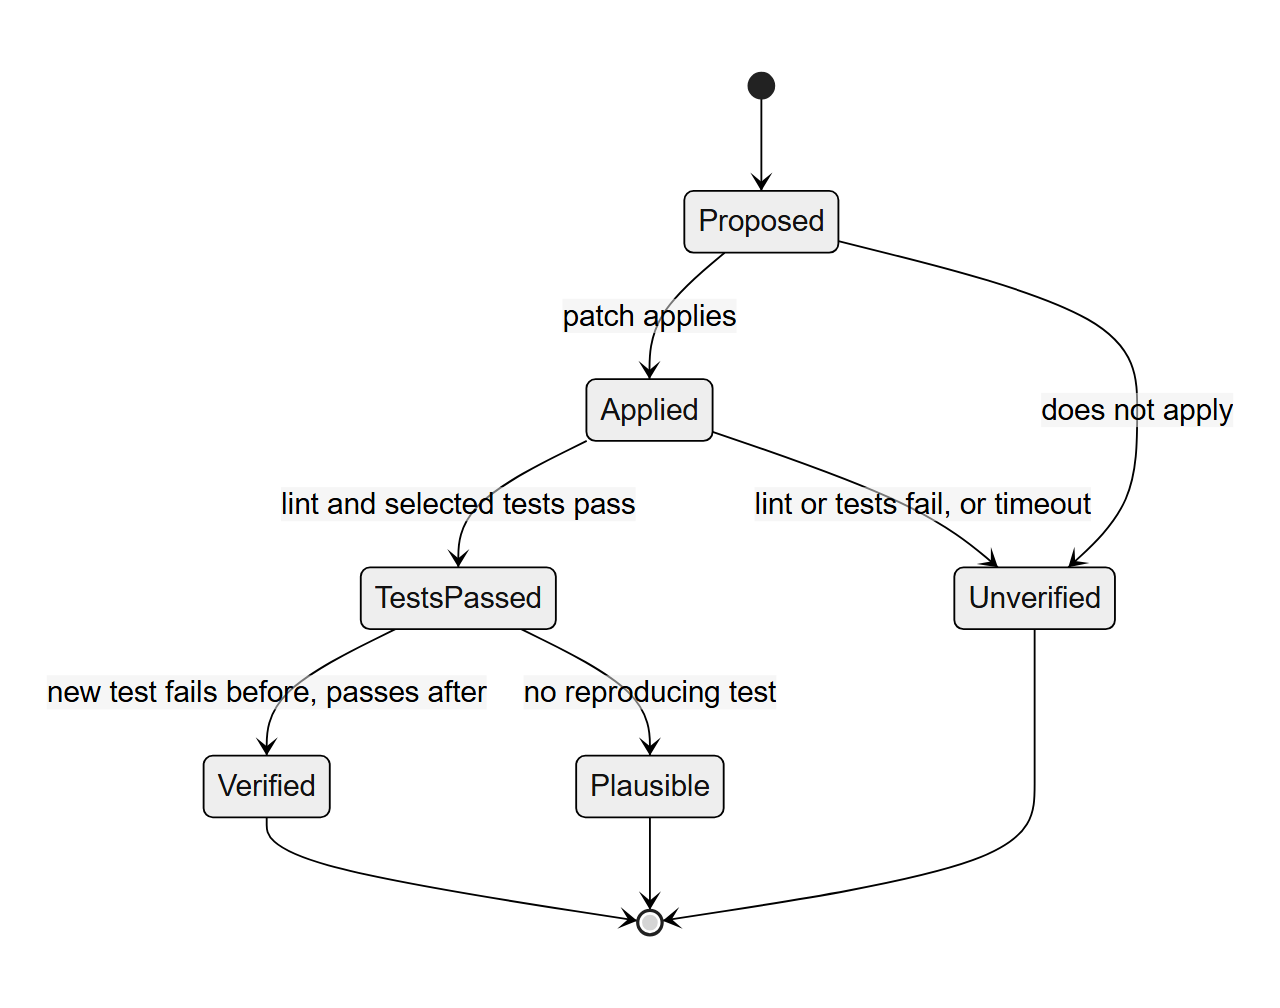 Proposed
patch applies
Applied
does not apply
lint and selected tests pass
lint or tests fail, or timeout
TestsPassed
Unverified
new test fails before, passes after
no reproducing test
Verified
Plausible